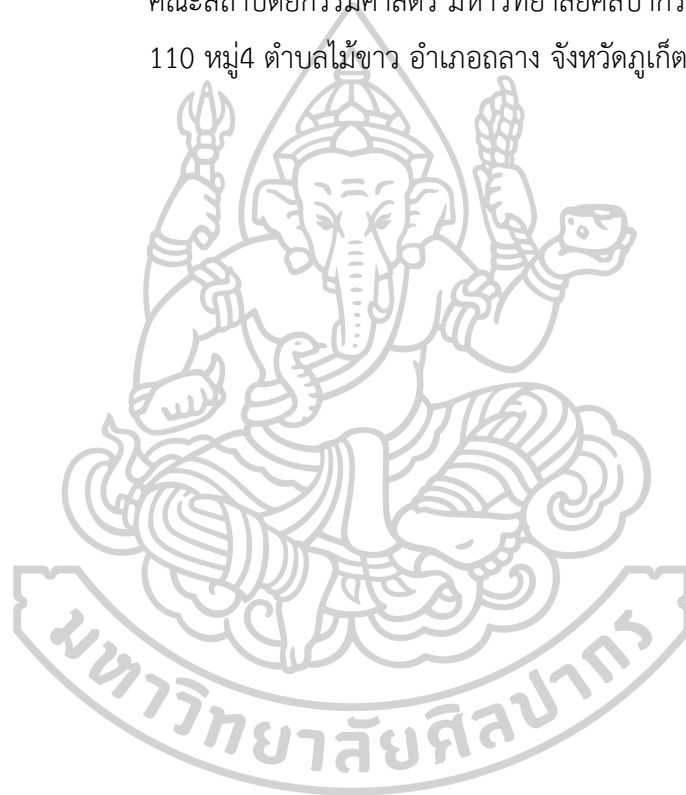 คณะสถาปัตยกรรมศาสตร์ มหาวิทยาลัยศิลปากร
110 หมู่4 ตำบลไม้ขาว อำเภอถลาง จังหวัดภูเก็ต
มหาวิทยาลัยศิลปากร